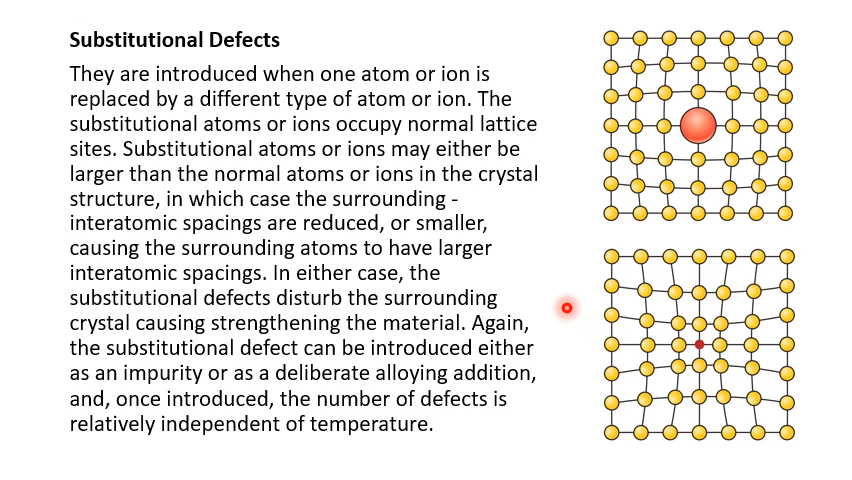 Substitutional Defects
They are introduced when one atom or ion is
replaced by a different type of atom or ion. The
substitutional atoms or ions occupy normal lattice
sites. Substitutional atoms or ions may either be
larger than the normal atoms or ions in the crystal
structure, in which case the surrounding -
interatomic spacings are reduced, or smaller,
causing the surrounding atoms to have larger
interatomic spacings. In either case, the
substitutional defects disturb the surrounding
crystal causing strengthening the material. Again,
the substitutional defect can be introduced either
as an impurity or as a deliberate alloying addition,
and, once introduced, the number of defects is
relatively independent of temperature.